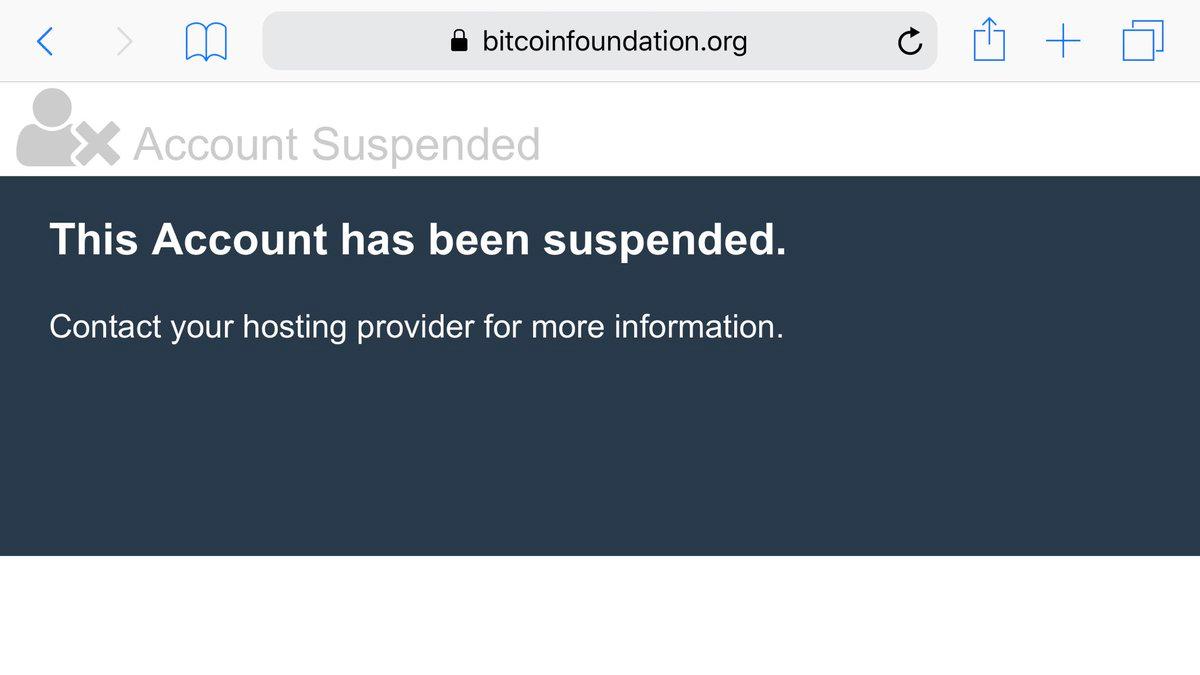 bitcoinfoundation.org
Account Suspended
This Account has been suspended.
Contact your hosting provider for more information.